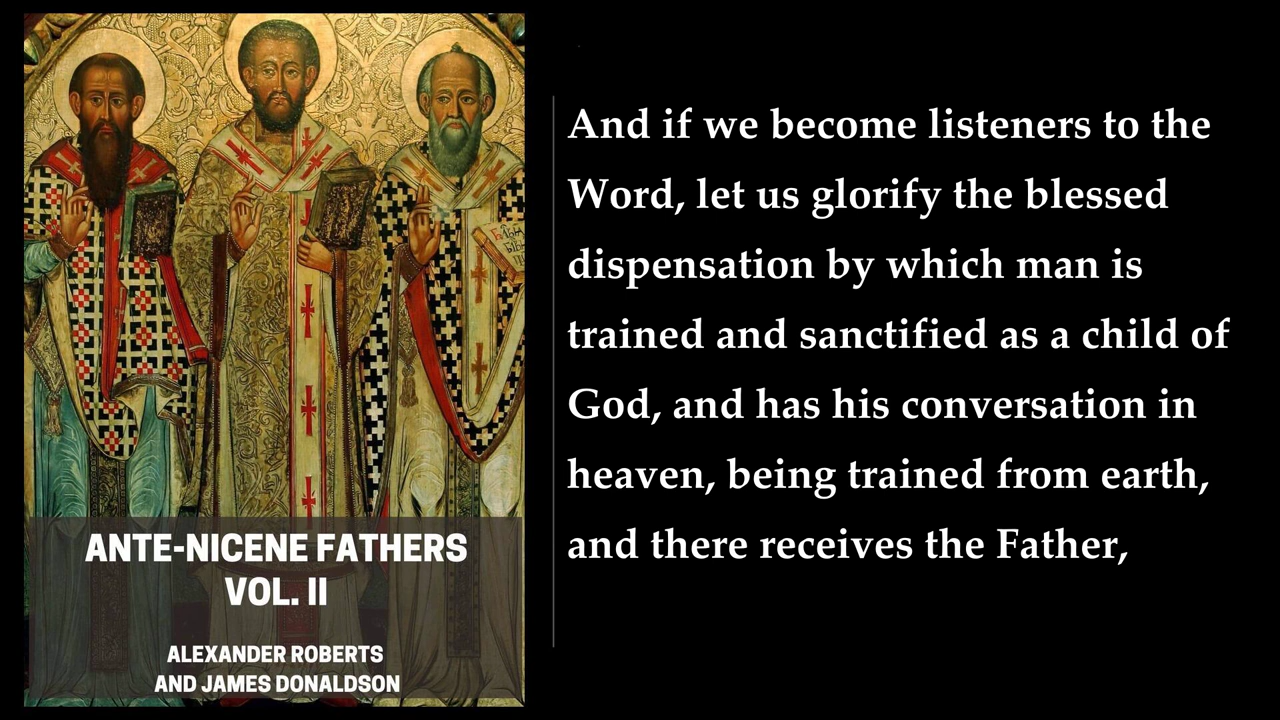 ANTE-NICENE FATHERS
VOL. II
ALEXANDER ROBERTS
AND JAMES DONALDSON
And if we become listeners to the
Word, let us glorify the blessed
dispensation by which man is
trained and sanctified as a child of
God, and has his conversation in
heaven, being trained from earth,
and there receives the Father,